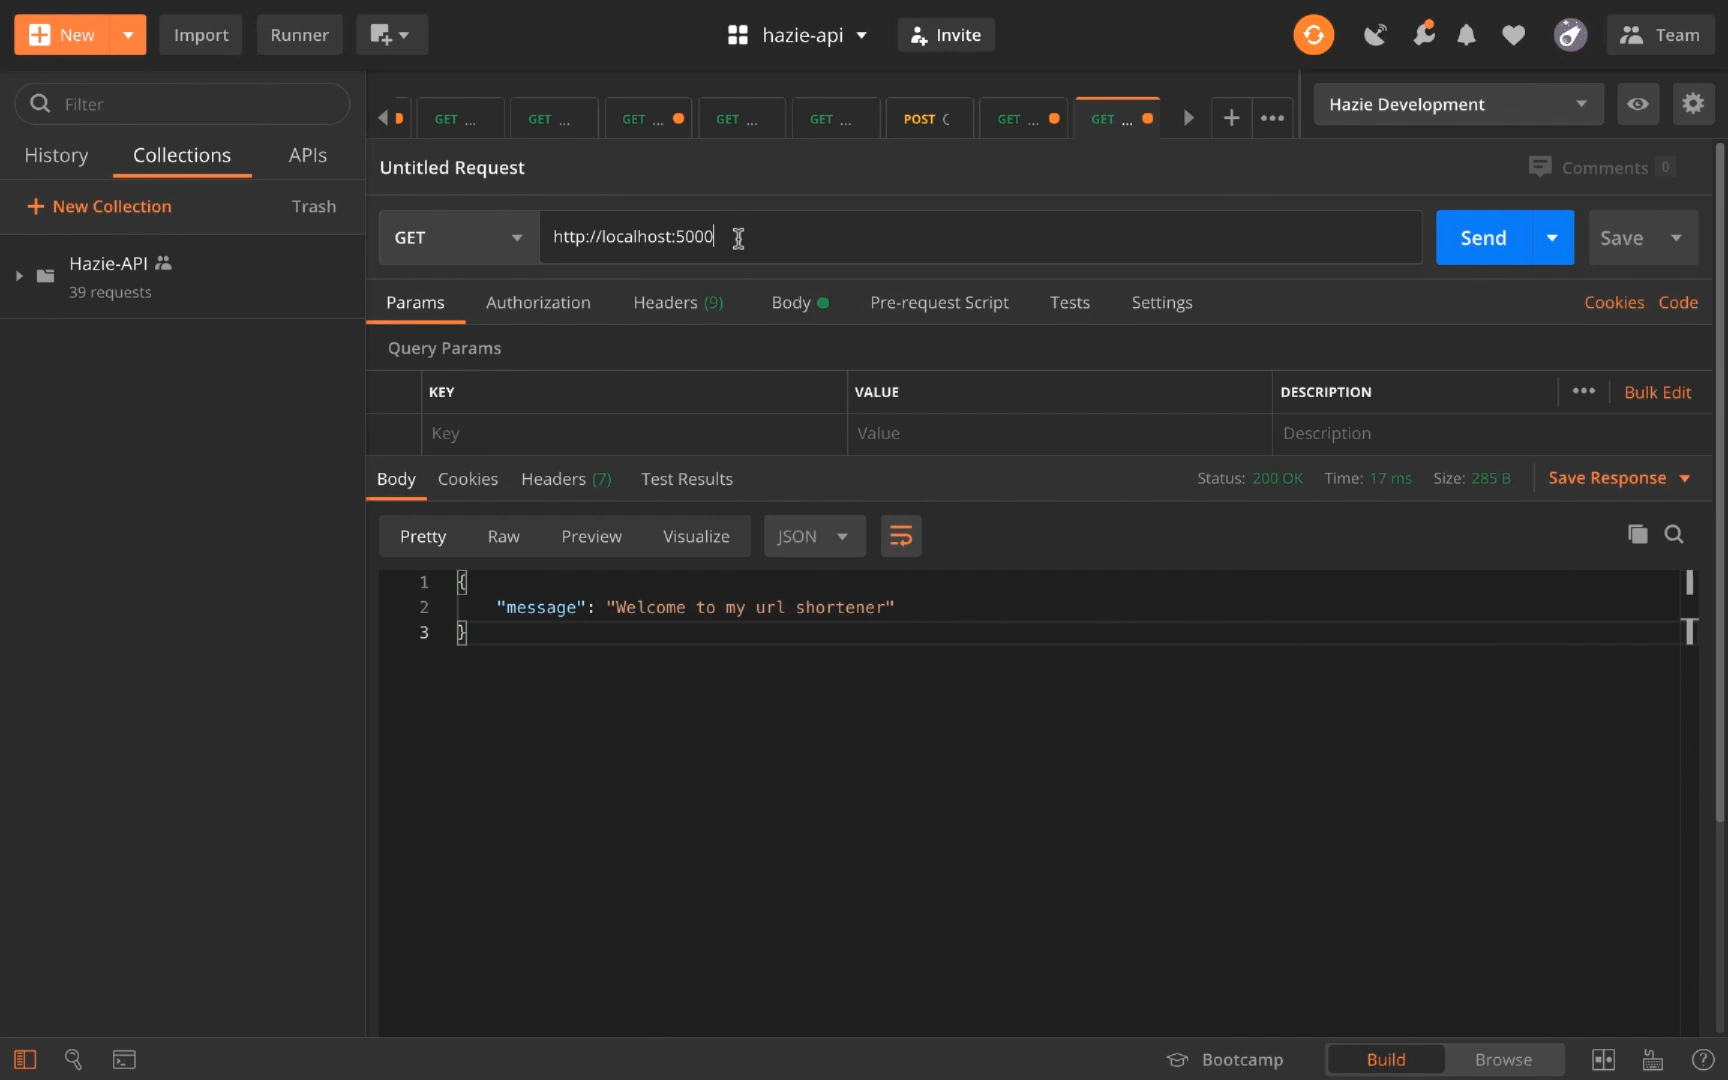 New Import Runner hazie-api Invite Team
Filter
GET ... GET ... GET ... GET ... GET ... POST GET ... GET ... Hazie Development
History Collections APIs
Untitled Request Comments 0
New Collection Trash
GET http://localhost:5000 Send Save
Hazie-API
39 requests
Params Authorization Headers (9) Body Pre-request Script Tests Settings Cookies Code
Query Params
KEY VALUE DESCRIPTION Bulk Edit
Key Value Description
Body Cookies Headers (7) Test Results Status: 200 OK Time: 17 ms Size: 285 B Save Response
Pretty Raw Preview Visualize JSON
1 {
2 "message": "Welcome to my url shortener"
3 }
Bootcamp Build Browse